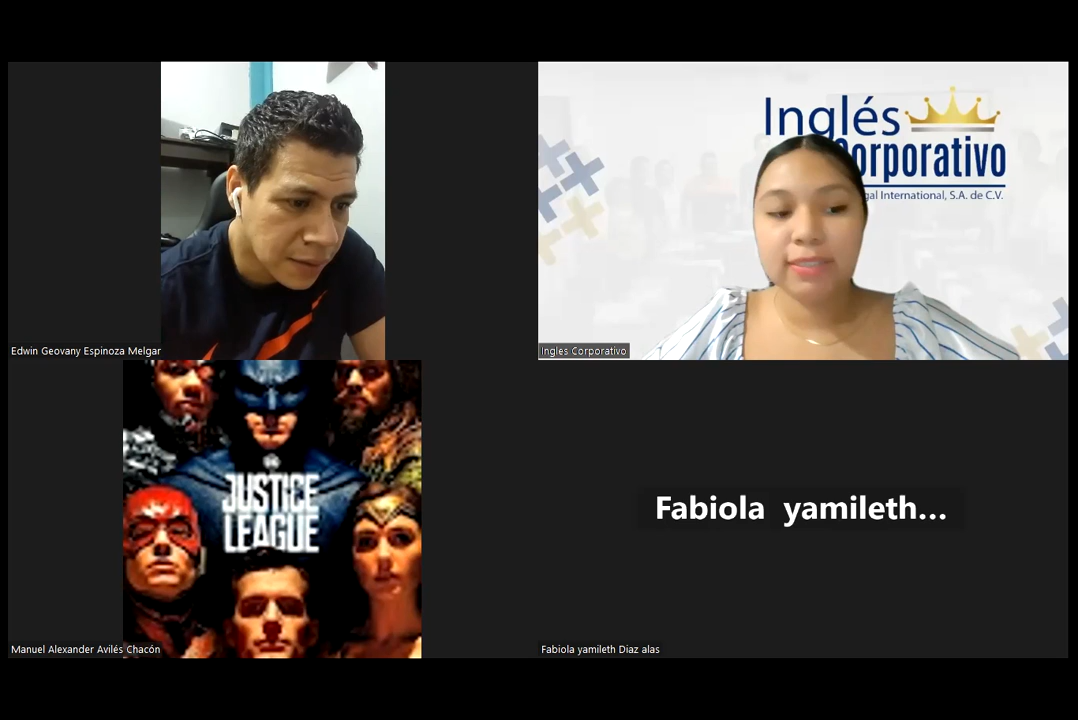 Inglés
Corporativo
gal International, S.A. de C.V.
Edwin Geovany Espinoza Melgar
Ingles Corporativo
JUSTICE
LEAGUE
Fabiola yamileth...
Manuel Alexander Avilés Chacón
Fabiola yamileth Diaz alas